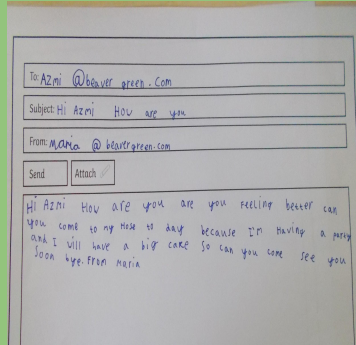 To: Azmi @beaver green.com
Subject: Hi Azmi How are you
From: maria @ beavergreen.com
Send Attach
Hi Azmi How are you are you FEELing better can
you come to my Hose to day because I'm Having a party
and I will have a big cake so can you come see you
soon bye. From Maria